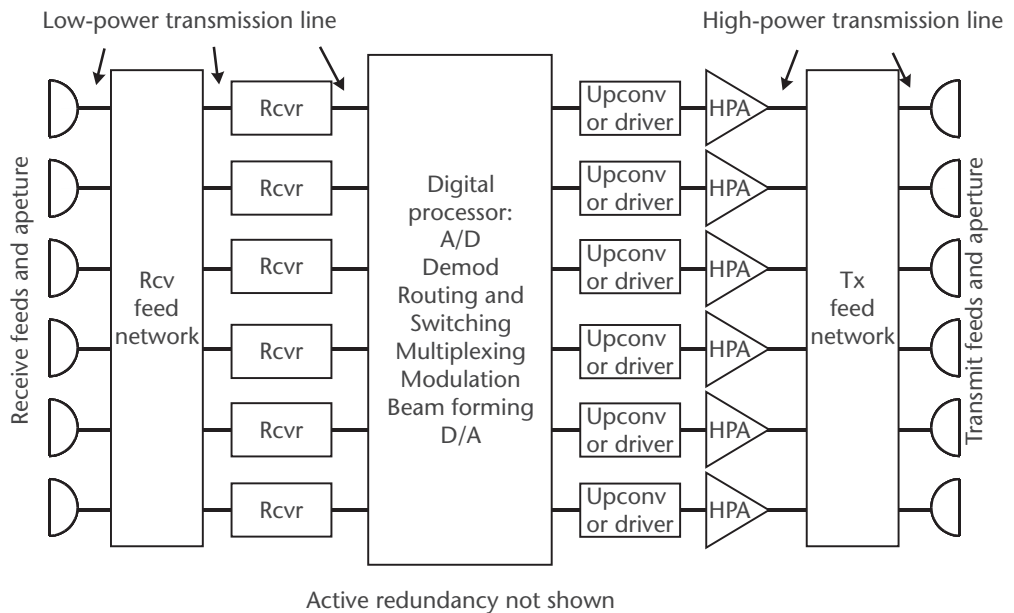 Low-power transmission line
High-power transmission line
Receive feeds and apeture
Rcv
feed
network
Rcvr
Rcvr
Rcvr
Rcvr
Rcvr
Rcvr
Digital
processor:
A/D
Demod
Routing and
Switching
Multiplexing
Modulation
Beam forming
D/A
Upconv
or driver
Upconv
or driver
Upconv
or driver
Upconv
or driver
Upconv
or driver
Upconv
or driver
HPA
HPA
HPA
HPA
HPA
HPA
Tx
feed
network
Transmit feeds and aperture
Active redundancy not shown